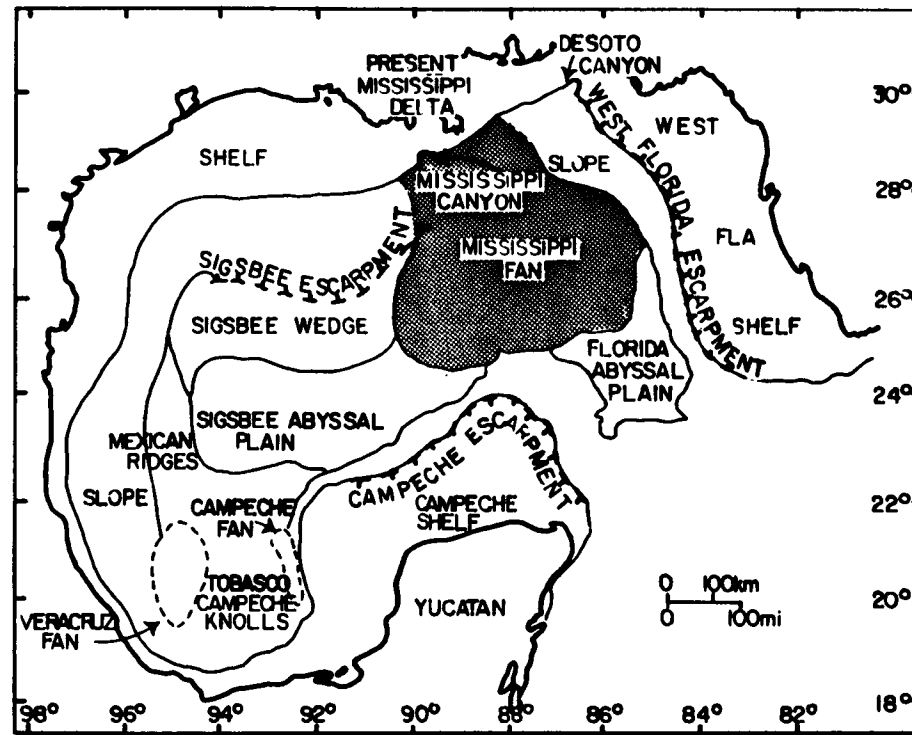 PRESENT
MISSISSIPPI
DELTA
DESOTO
CANYON
30°
WEST
SHELF
SLOPE
WEST FLORIDA ESCARPMENT
MISSISSIPPI
CANYON
28°
FLA
MISSISSIPPI
FAN
SIGSBEE ESCARPMENT
26°
SIGSBEE WEDGE
SHELF
FLORIDA
ABYSSAL
PLAIN
24°
SIGSBEE ABYSSAL
PLAIN
MEXICAN
RIDGES
CAMPECHE ESCARPMENT
SLOPE
CAMPECHE
FAN
CAMPECHE
SHELF
22°
TOBASCO
CAMPECHE
KNOLLS
0 100km
0 100mi
YUCATAN
20°
VERACRUZ
FAN
18°
98° 96° 94° 92° 90° 88° 86° 84° 82°